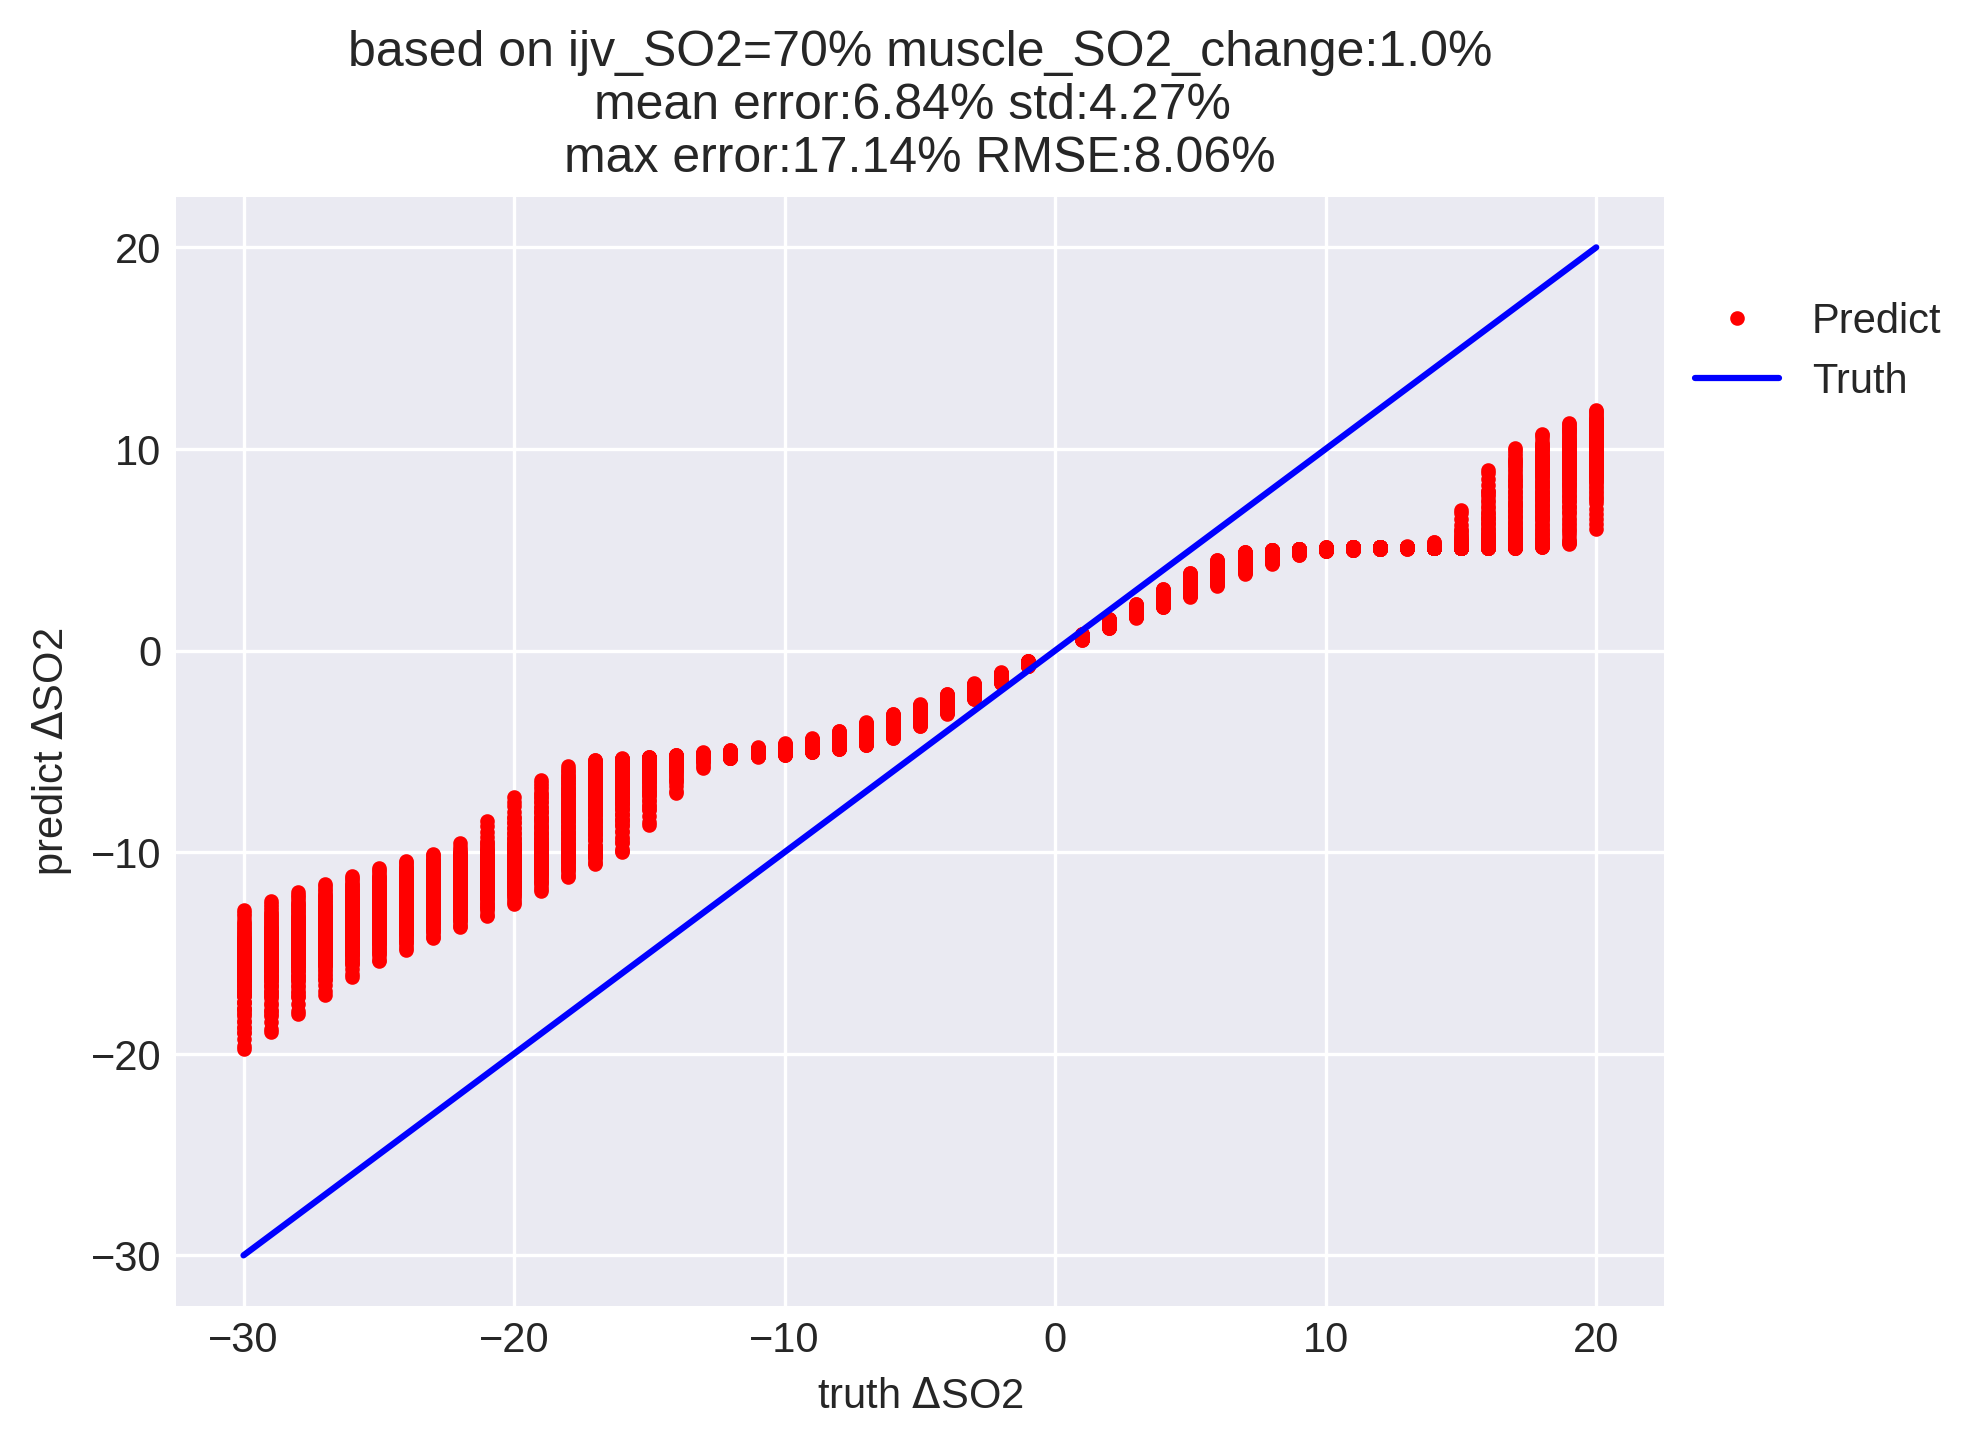 based on ijv_SO2=70% muscle_SO2_change:1.0%
mean error:6.84% std:4.27%
max error:17.14% RMSE:8.06%
20
10
0
−10
−20
−30
predict ΔSO2
−30
−20
−10
0
10
20
truth ΔSO2
Predict
Truth